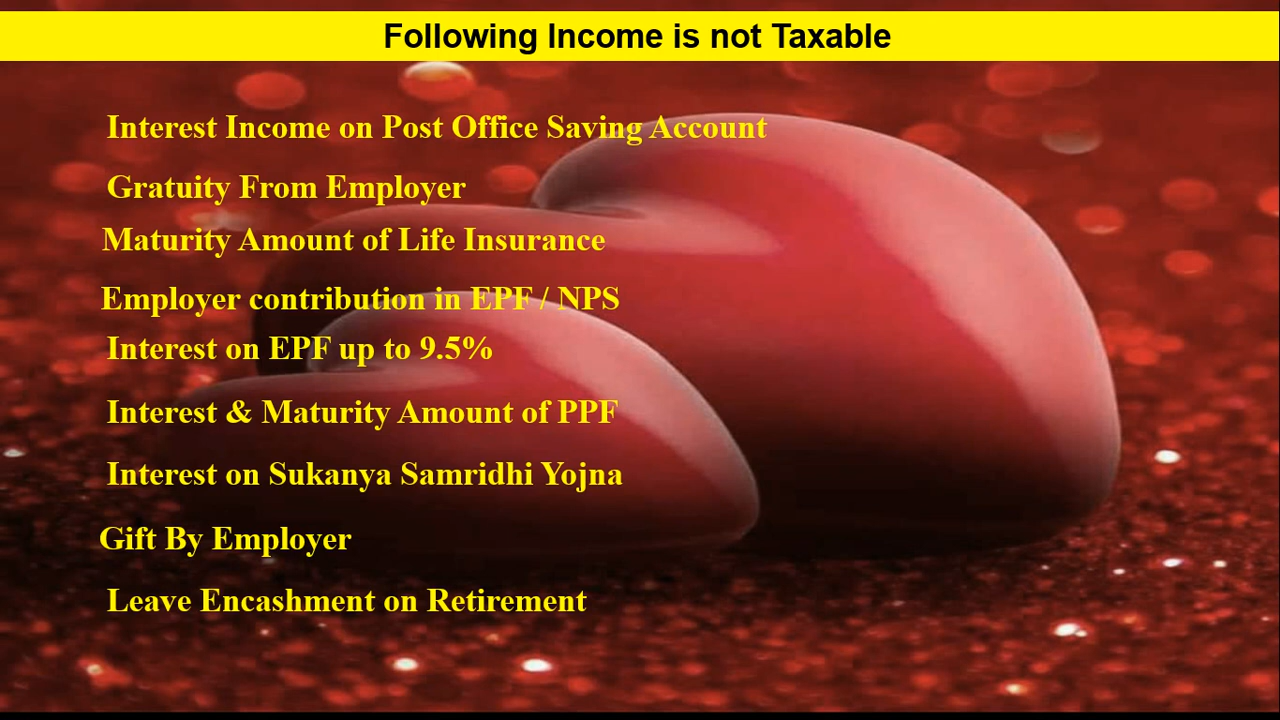 Following Income is not Taxable
Interest Income on Post Office Saving Account
Gratuity From Employer
Maturity Amount of Life Insurance
Employer contribution in EPF / NPS
Interest on EPF up to 9.5%
Interest & Maturity Amount of PPF
Interest on Sukanya Samridhi Yojna
Gift By Employer
Leave Encashment on Retirement